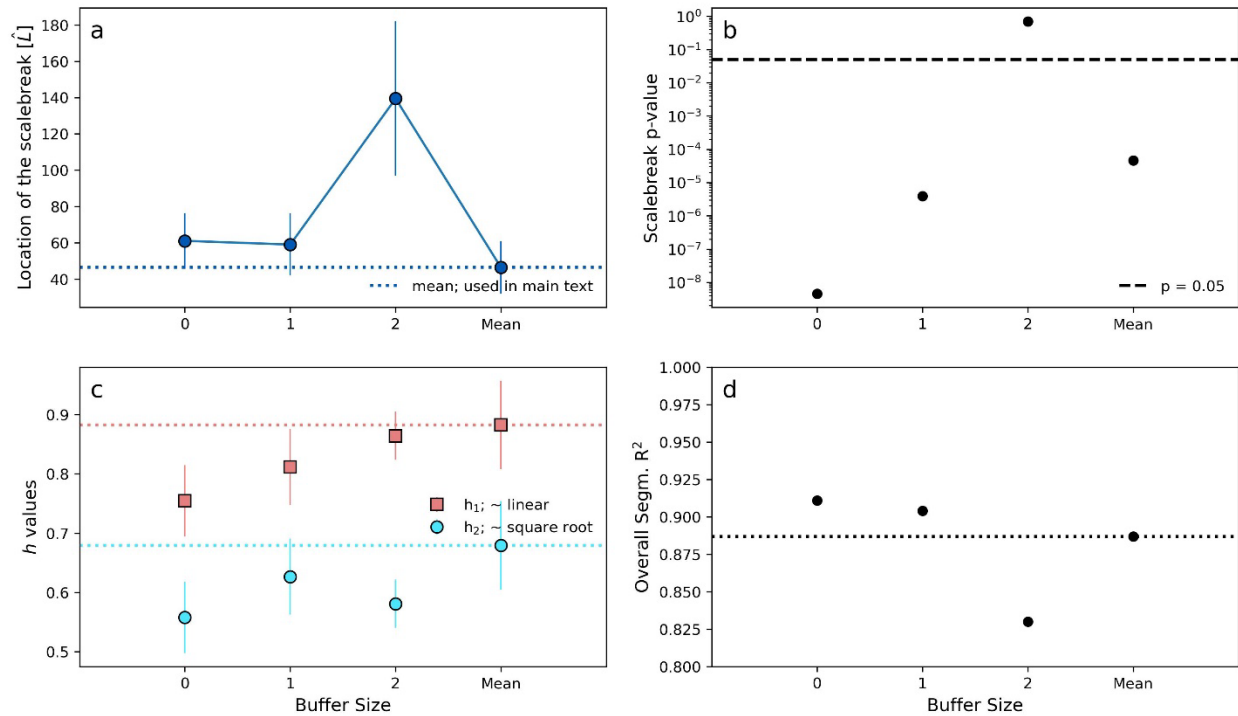 a
Location of the scalebreak [L̂]
180
160
140
120
100
80
60
40
0
1
2
Mean
mean; used in main text
b
Scalebreak p-value
10⁰
10⁻¹
10⁻²
10⁻³
10⁻⁴
10⁻⁵
10⁻⁶
10⁻⁷
10⁻⁸
0
1
2
Mean
p = 0.05
c
h values
0.9
0.8
0.7
0.6
0.5
h₁; ~ linear
h₂; ~ square root
0
1
2
Mean
Buffer Size
d
Overall Segm. R²
1.000
0.975
0.950
0.925
0.900
0.875
0.850
0.825
0.800
0
1
2
Mean
Buffer Size